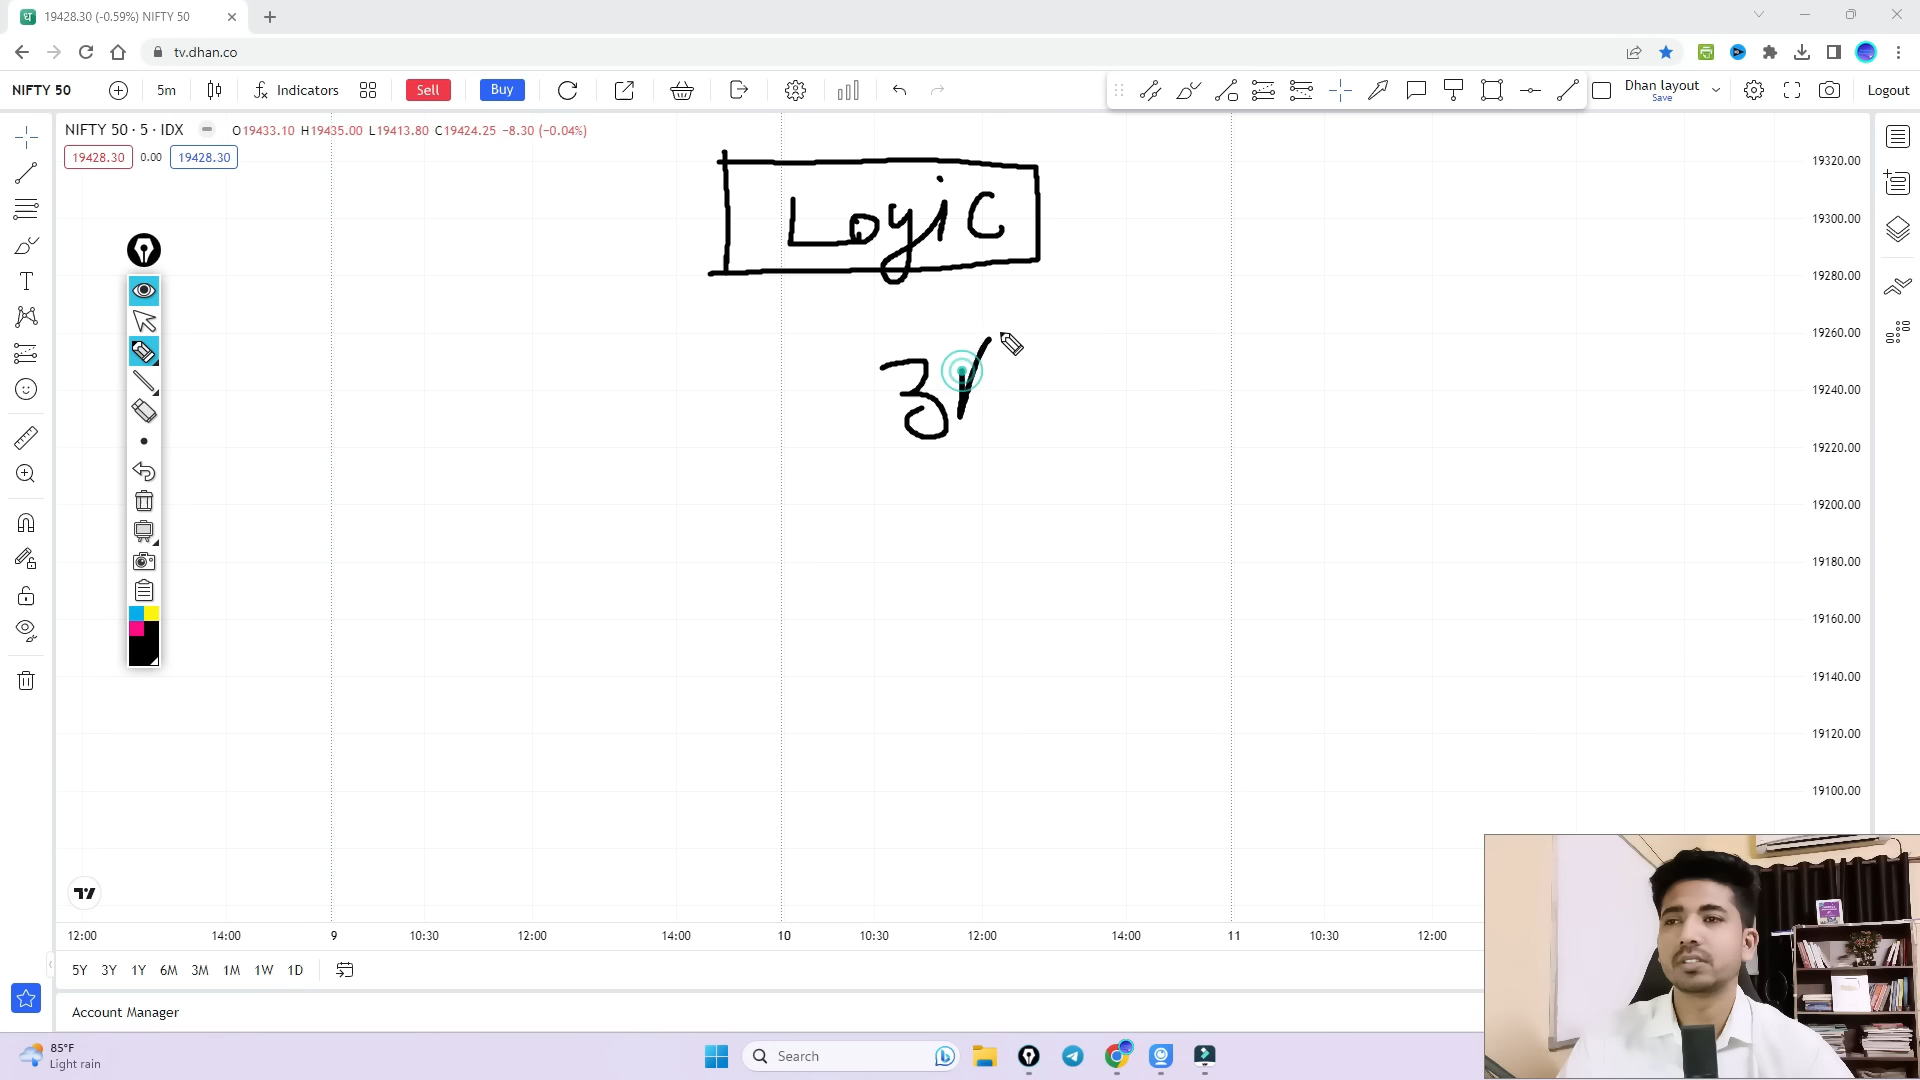 19428.30 (-0.59%) NIFTY 50
tv.dhan.co
NIFTY 50
5m
Indicators
Sell
Buy
Dhan layout
Save
Logout
NIFTY 50 · 5 · IDX
O19433.10 H19435.00 L19413.80 C19424.25 −8.30 (−0.04%)
19428.30 0.00 19428.30
Logic
3
19320.00
19300.00
19280.00
19260.00
19240.00
19220.00
19200.00
19180.00
19160.00
19140.00
19120.00
19100.00
12:00 14:00 9 10:30 12:00 14:00 10 10:30 12:00 14:00 11 10:30 12:00
5Y 3Y 1Y 6M 3M 1M 1W 1D
Account Manager
85°F
Light rain
Search